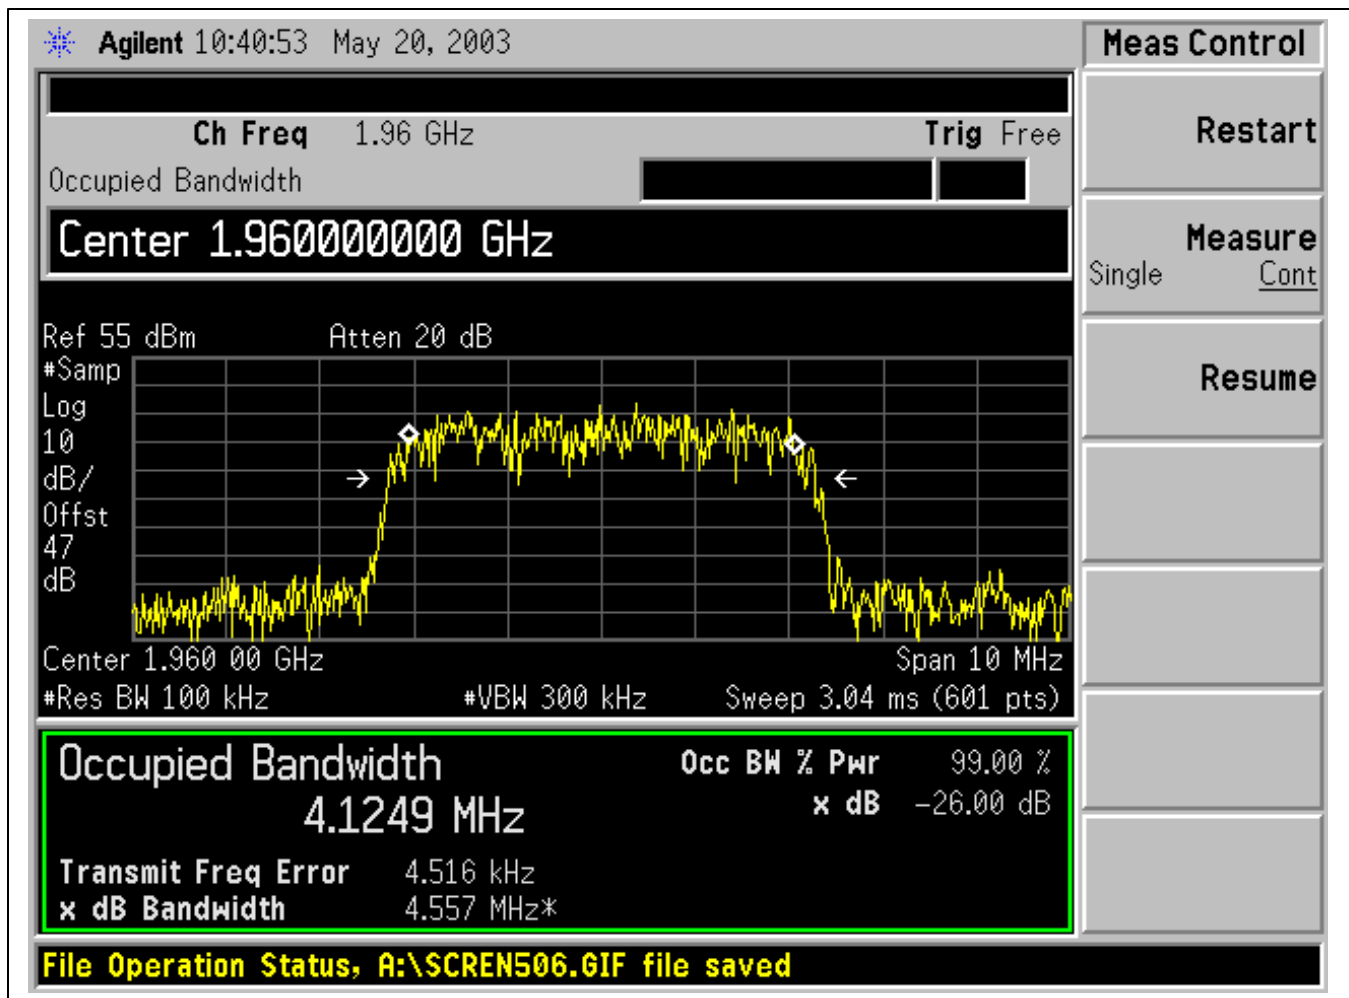 Agilent 10:40:53 May 20, 2003
Meas Control
Ch Freq 1.96 GHz
Trig Free
Occupied Bandwidth
Center 1.960000000 GHz
Restart
Measure
Single Cont
Resume
Ref 55 dBm Atten 20 dB
#Samp
Log
10
dB/
Offst
47
dB
Center 1.960 00 GHz Span 10 MHz
#Res BW 100 kHz #VBW 300 kHz Sweep 3.04 ms (601 pts)
Occupied Bandwidth
4.1249 MHz
Occ BW % Pwr 99.00 %
x dB -26.00 dB
Transmit Freq Error 4.516 kHz
x dB Bandwidth 4.557 MHz*
File Operation Status, A:\SCREN506.GIF file saved